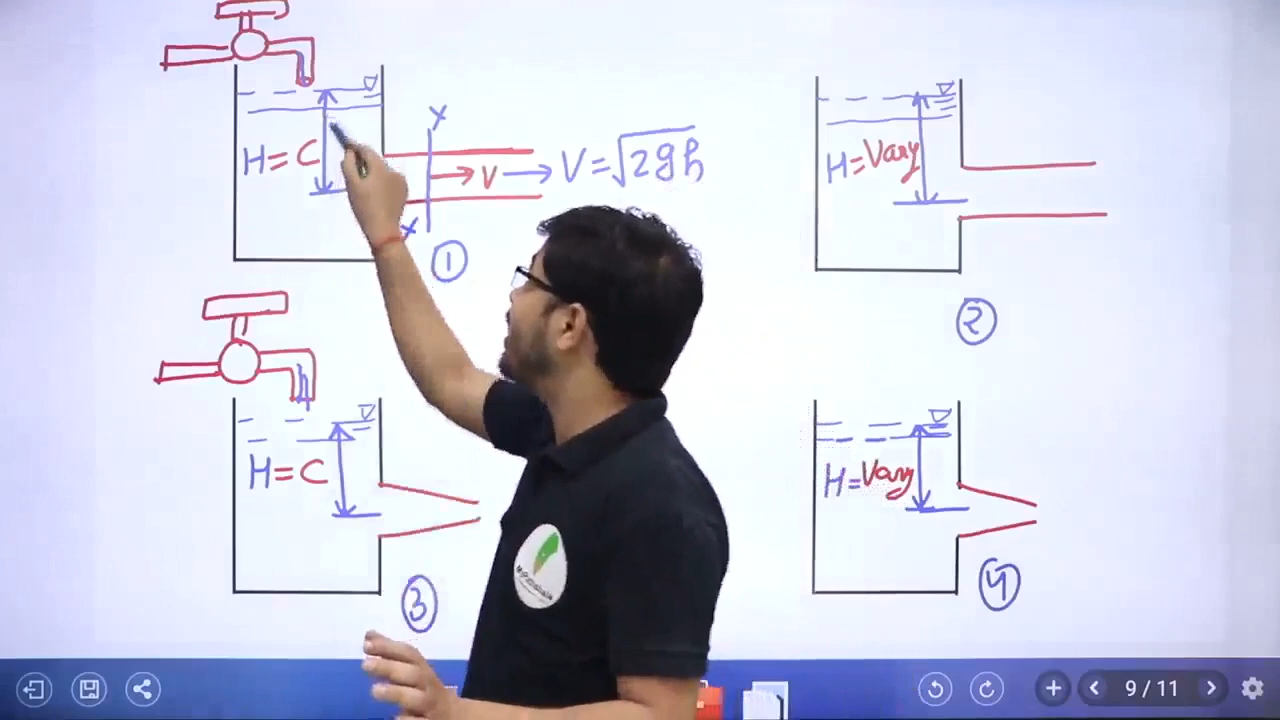 H = C
X
X
V
V = √2gh
①
H = Vary
②
H = C
③
H = Vary
④
9 / 11